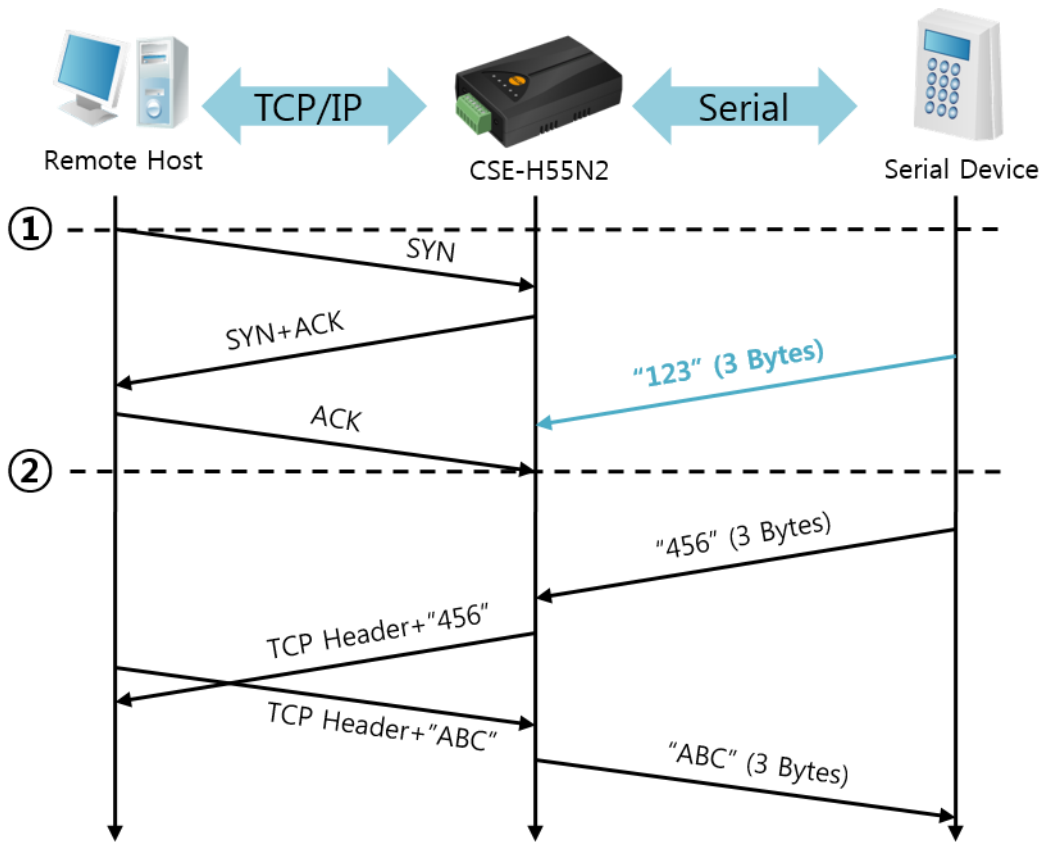 TCP/IP
Serial
Remote Host
CSE-H55N2
Serial Device
①
SYN
SYN+ACK
“123” (3 Bytes)
ACK
②
“456” (3 Bytes)
TCP Header+“456”
TCP Header+“ABC”
“ABC” (3 Bytes)